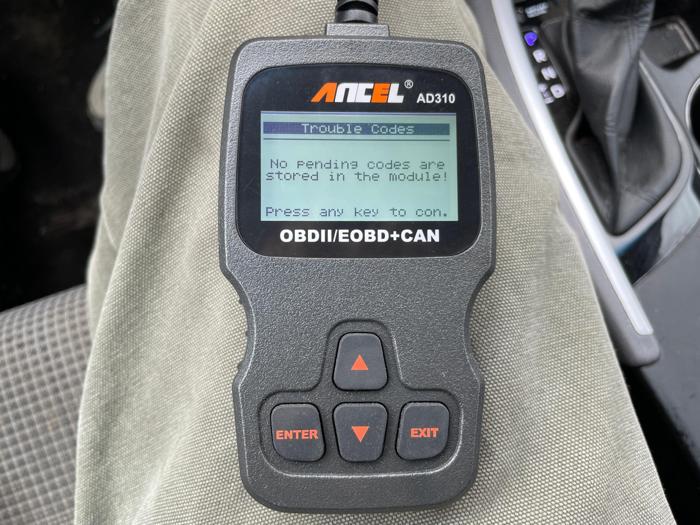 ANCEL®
AD310
Trouble Codes
No pending codes are
stored in the module!
Press any key to con.
OBDII/EOBD+CAN
ENTER
EXIT
R
N
D